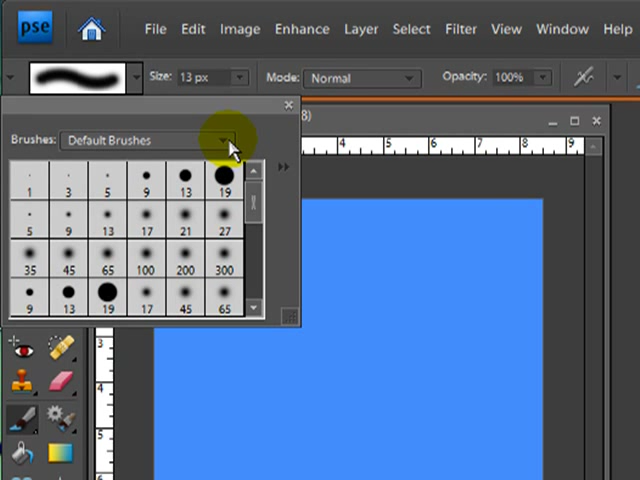 pse File Edit Image Enhance Layer Select Filter View Window Help
Size: 13 px Mode: Normal Opacity: 100%
8)
Brushes: Default Brushes
4 5 6 7 8 9
1 3 5 9 13 19
5 9 13 17 21 27
35 45 65 100 200 300
9 13 19 17 45 65
3
4
5
6